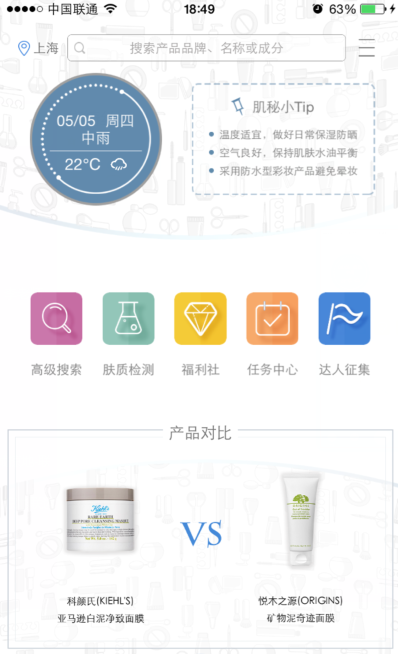 中国联通 18:49 63%
上海 搜索产品品牌、名称或成分
05/05 周四
中雨
22°C
肌秘小Tip
温度适宜，做好日常保湿防晒
空气良好，保持肌肤水油平衡
采用防水型彩妆产品避免晕妆
高级搜索 肤质检测 福利社 任务中心 达人征集
产品对比
Kiehl's
RARE EARTH
DEEP PORE CLEANSING MASQUE
VS
ORIGINS
科颜氏(KIEHL'S)
亚马逊白泥净致面膜
悦木之源(ORIGINS)
矿物泥奇迹面膜